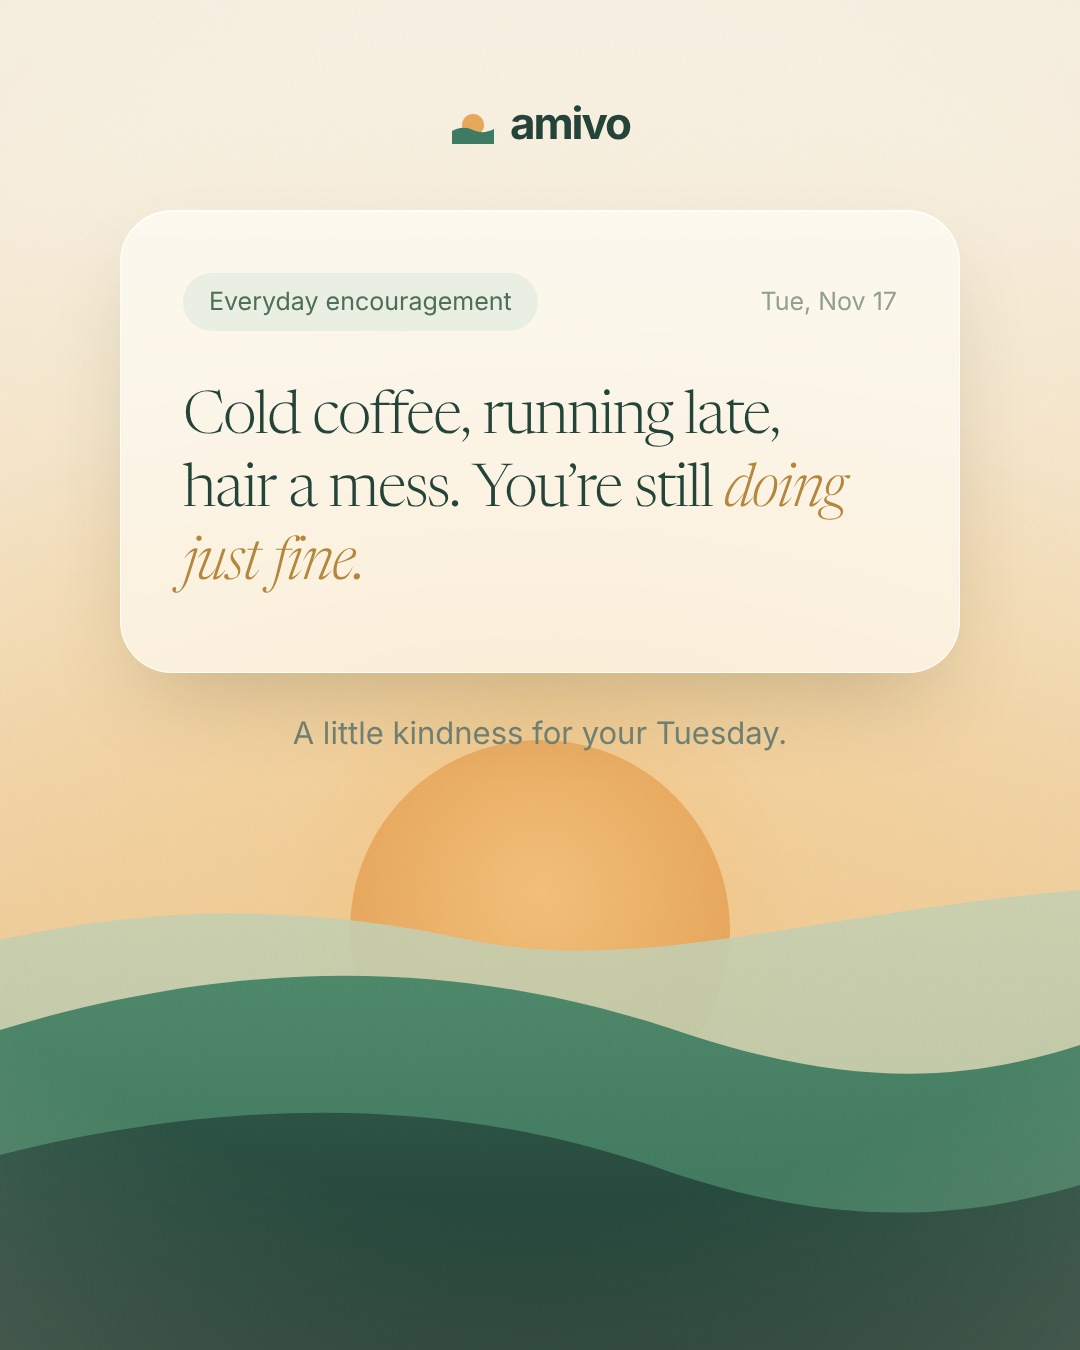 amivo
Everyday encouragement
Tue, Nov 17
Cold coffee, running late,
hair a mess. You’re still doing
just fine.
A little kindness for your Tuesday.